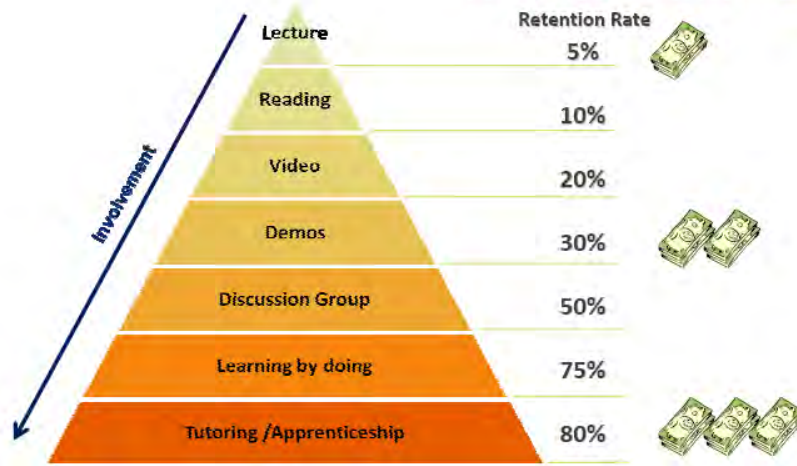 Retention Rate
Lecture
5%
Reading
10%
Video
20%
Demos
30%
Discussion Group
50%
Learning by doing
75%
Tutoring /Apprenticeship
80%
Involvement